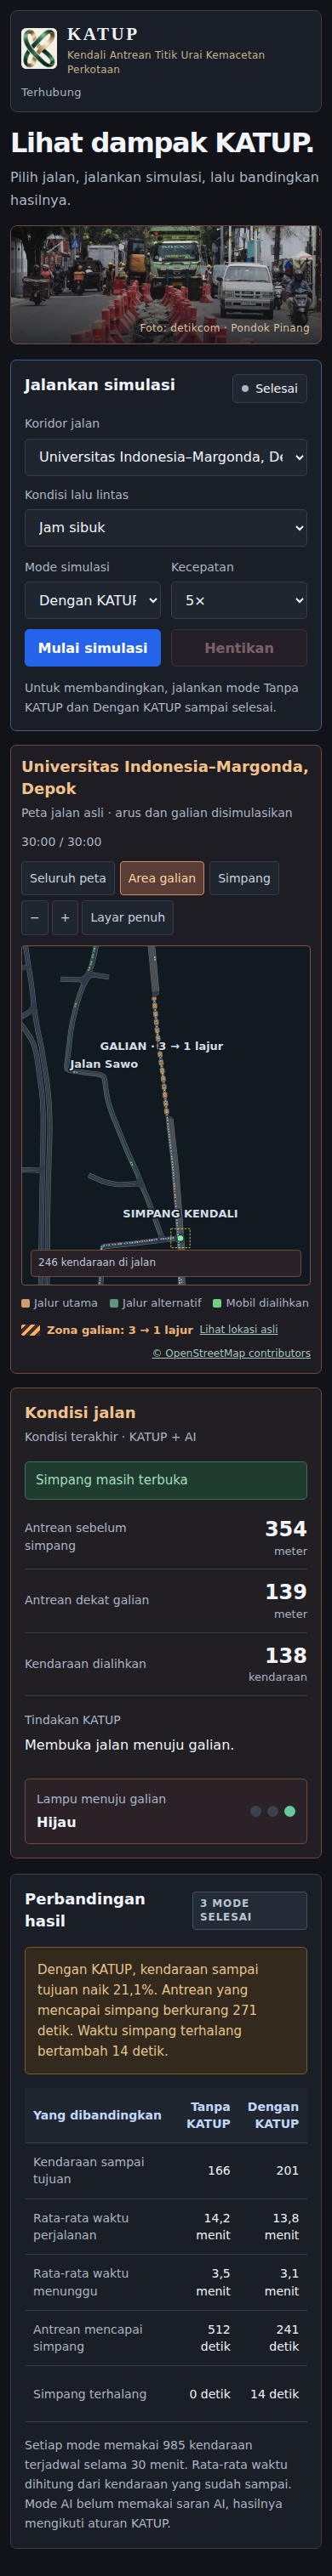 KATUP
Kendali Antrean Titik Urai Kemacetan
Perkotaan
Terhubung
Lihat dampak KATUP.
Pilih jalan, jalankan simulasi, lalu bandingkan
hasilnya.
Foto: detikcom · Pondok Pinang
Jalankan simulasi
Selesai
Koridor jalan
Universitas Indonesia–Margonda, De
Kondisi lalu lintas
Jam sibuk
Mode simulasi
Kecepatan
Dengan KATUP
5×
Mulai simulasi
Hentikan
Untuk membandingkan, jalankan mode Tanpa
KATUP dan Dengan KATUP sampai selesai.
Universitas Indonesia–Margonda,
Depok
Peta jalan asli · arus dan galian disimulasikan
30:00 / 30:00
Seluruh peta
Area galian
Simpang
−
+
Layar penuh
GALIAN · 3 → 1 lajur
Jalan Sawo
SIMPANG KENDALI
246 kendaraan di jalan
Jalur utama
Jalur alternatif
Mobil dialihkan
Zona galian: 3 → 1 lajur
Lihat lokasi asli
© OpenStreetMap contributors
Kondisi jalan
Kondisi terakhir · KATUP + AI
Simpang masih terbuka
Antrean sebelum
simpang
354
meter
Antrean dekat galian
139
meter
Kendaraan dialihkan
138
kendaraan
Tindakan KATUP
Membuka jalan menuju galian.
Lampu menuju galian
Hijau
Perbandingan
hasil
3 MODE
SELESAI
Dengan KATUP, kendaraan sampai
tujuan naik 21,1%. Antrean yang
mencapai simpang berkurang 271
detik. Waktu simpang terhalang
bertambah 14 detik.
Yang dibandingkan
Tanpa
KATUP
Dengan
KATUP
Kendaraan sampai
tujuan
166
201
Rata-rata waktu
perjalanan
14,2
menit
13,8
menit
Rata-rata waktu
menunggu
3,5
menit
3,1
menit
Antrean mencapai
simpang
512
detik
241
detik
Simpang terhalang
0 detik
14 detik
Setiap mode memakai 985 kendaraan
terjadwal selama 30 menit. Rata-rata waktu
dihitung dari kendaraan yang sudah sampai.
Mode AI belum memakai saran AI, hasilnya
mengikuti aturan KATUP.